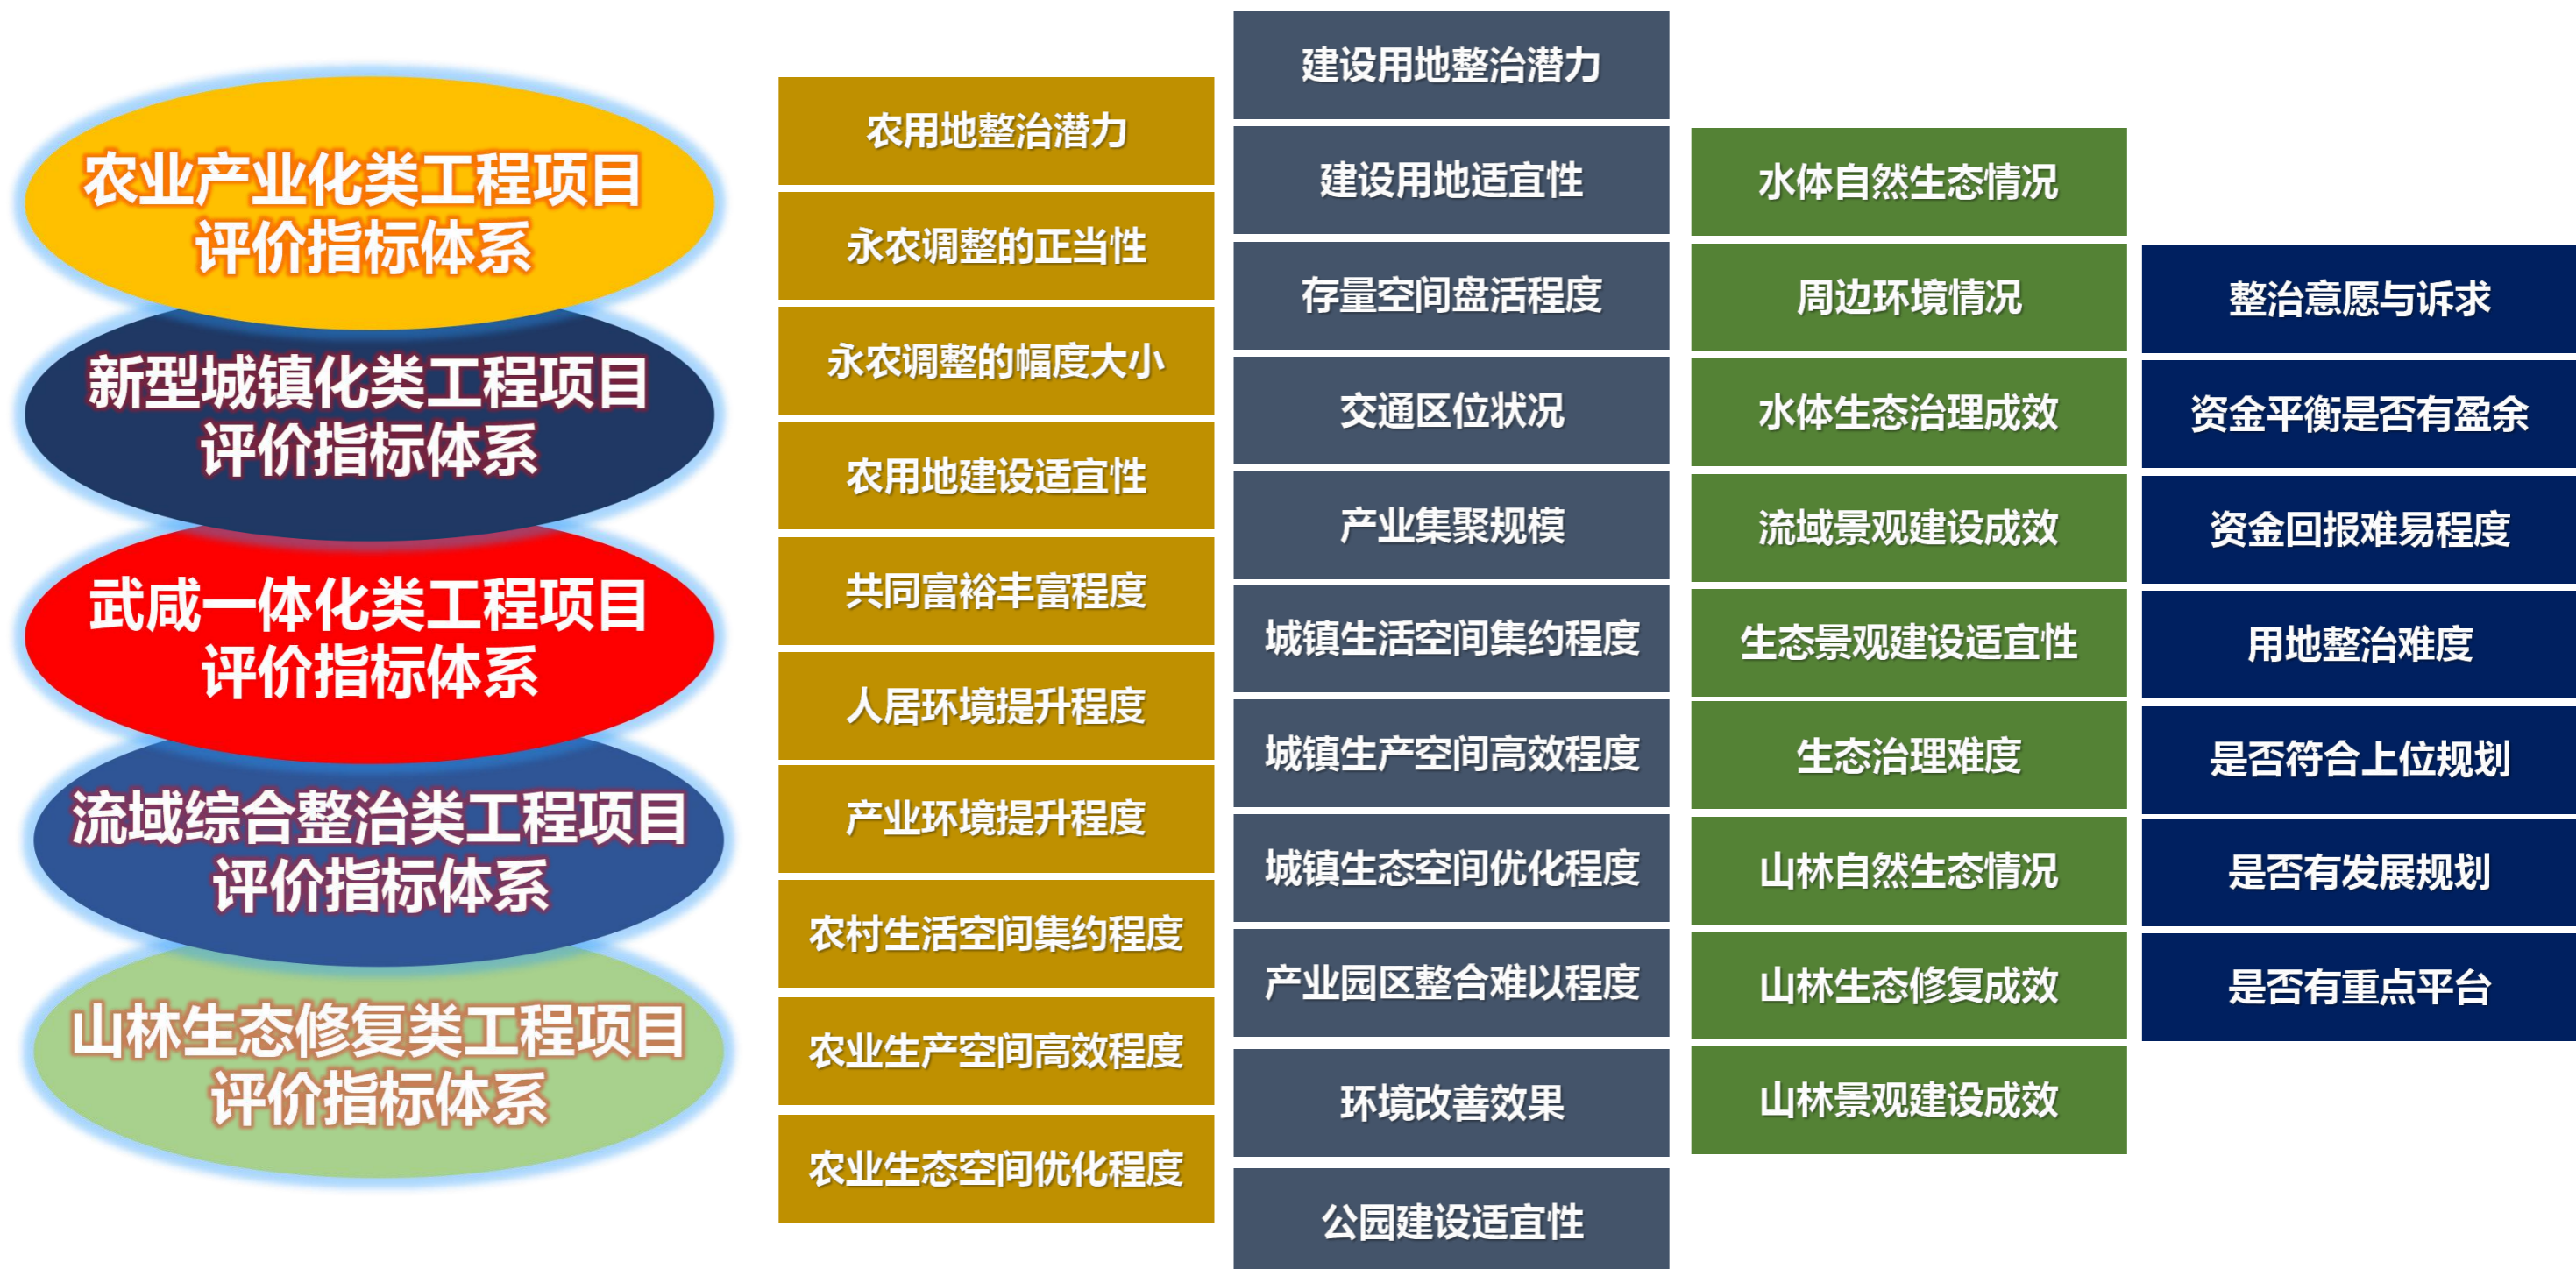 农业产业化类工程项目
评价指标体系
新型城镇化类工程项目
评价指标体系
武咸一体化类工程项目
评价指标体系
流域综合整治类工程项目
评价指标体系
山林生态修复类工程项目
评价指标体系
农用地整治潜力
永农调整的正当性
永农调整的幅度大小
农用地建设适宜性
共同富裕丰富程度
人居环境提升程度
产业环境提升程度
农村生活空间集约程度
农业生产空间高效程度
农业生态空间优化程度
建设用地整治潜力
建设用地适宜性
存量空间盘活程度
交通区位状况
产业集聚规模
城镇生活空间集约程度
城镇生产空间高效程度
城镇生态空间优化程度
产业园区整合难以程度
环境改善效果
公园建设适宜性
水体自然生态情况
周边环境情况
水体生态治理成效
流域景观建设成效
生态景观建设适宜性
生态治理难度
山林自然生态情况
山林生态修复成效
山林景观建设成效
整治意愿与诉求
资金平衡是否有盈余
资金回报难易程度
用地整治难度
是否符合上位规划
是否有发展规划
是否有重点平台